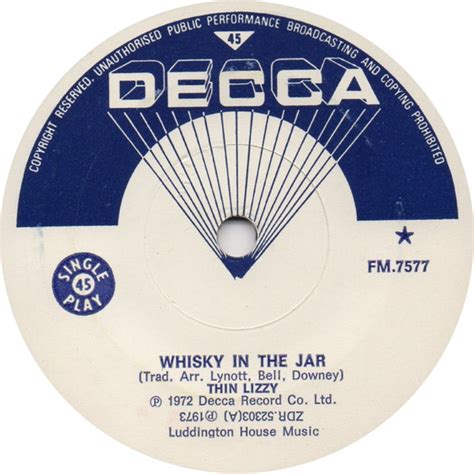 COPYRIGHT RESERVED. UNAUTHORISED PUBLIC PERFORMANCE BROADCASTING AND COPYING PROHIBITED
45
DECCA
FM.7577
SINGLE
45
PLAY
WHISKY IN THE JAR
(Trad. Arr. Lynott, Bell, Downey)
THIN LIZZY
℗ 1972 Decca Record Co. Ltd.
ZDR.52303(A) ℗1973
Luddington House Music